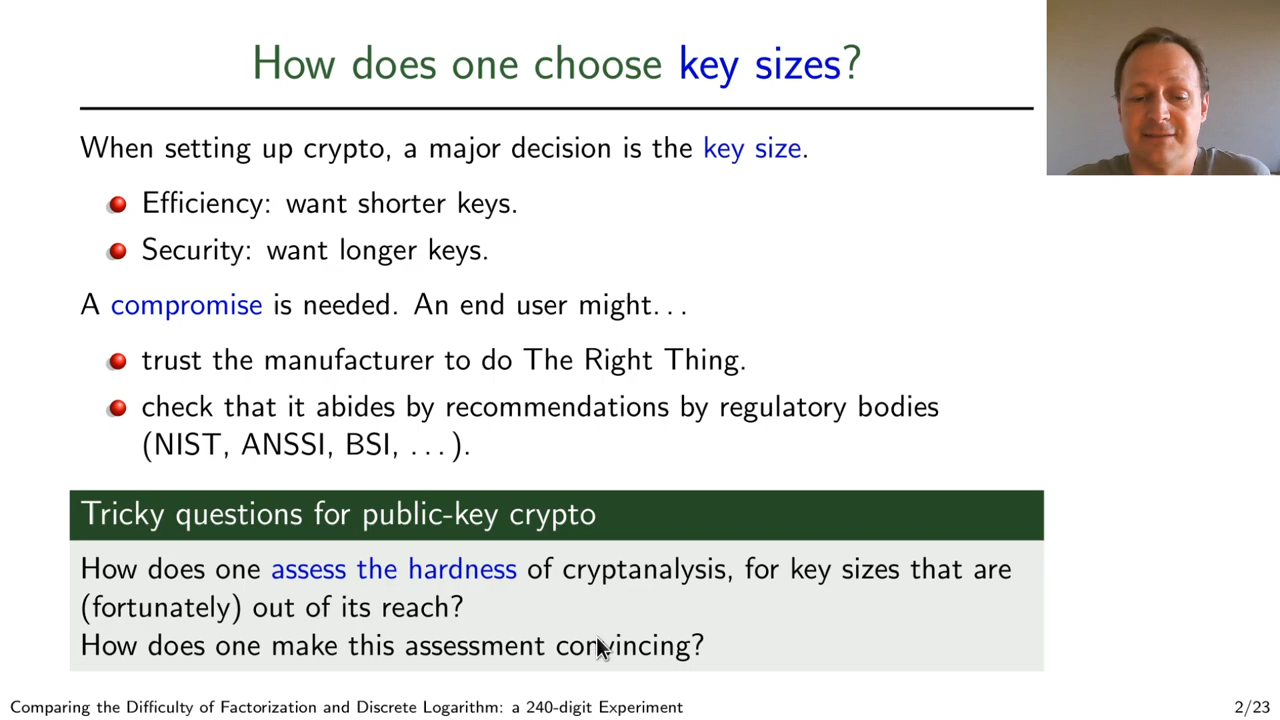 How does one choose key sizes?
When setting up crypto, a major decision is the key size.
Efficiency: want shorter keys.
Security: want longer keys.
A compromise is needed. An end user might. . .
trust the manufacturer to do The Right Thing.
check that it abides by recommendations by regulatory bodies
(NIST, ANSSI, BSI, . . . ).
Tricky questions for public-key crypto
How does one assess the hardness of cryptanalysis, for key sizes that are
(fortunately) out of its reach?
How does one make this assessment convincing?
Comparing the Difficulty of Factorization and Discrete Logarithm: a 240-digit Experiment
2/23